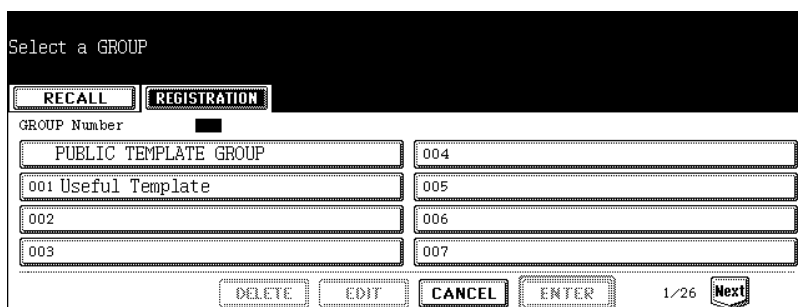 Select a GROUP
RECALL REGISTRATION
GROUP Number
PUBLIC TEMPLATE GROUP 004
001 Useful Template 005
002 006
003 007
DELETE EDIT CANCEL ENTER 1/26 Next